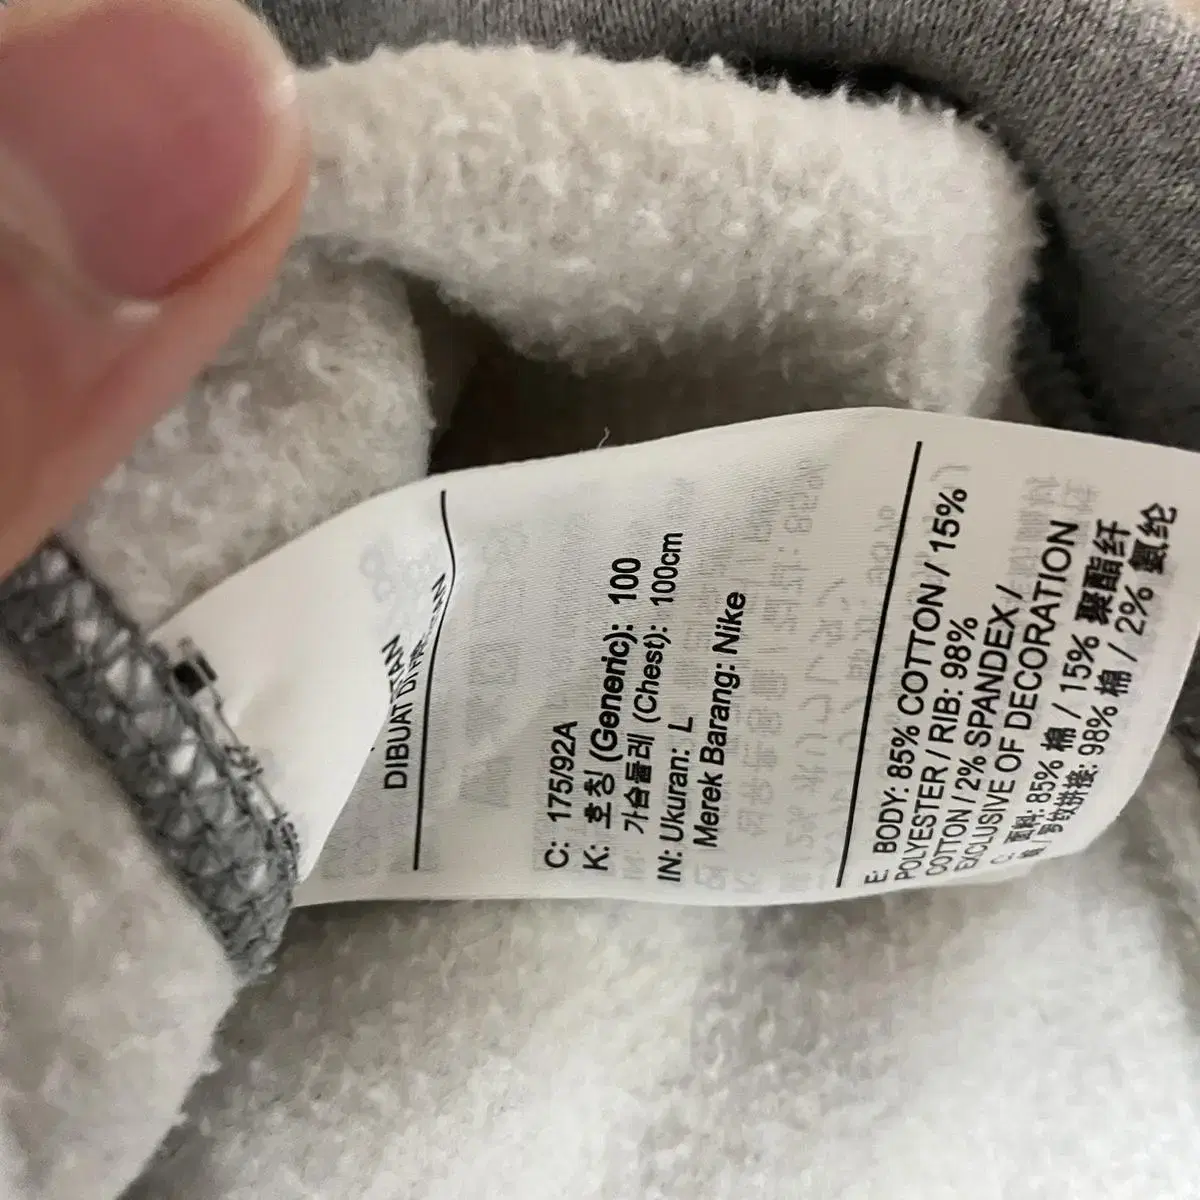 DIBUAT DI
C: 175/92A
K: 호칭 (Generic): 100
가슴둘레 (Chest): 100cm
IN: Ukuran: L
Merek Barang: Nike
E: BODY: 85% COTTON / 15%
POLYESTER / RIB: 98%
COTTON / 2% SPANDEX /
EXCLUSIVE OF DECORATION
C: 面料: 85% 棉 / 15% 聚酯纤
维 / 罗纹拼接: 98% 棉 / 2% 氨纶